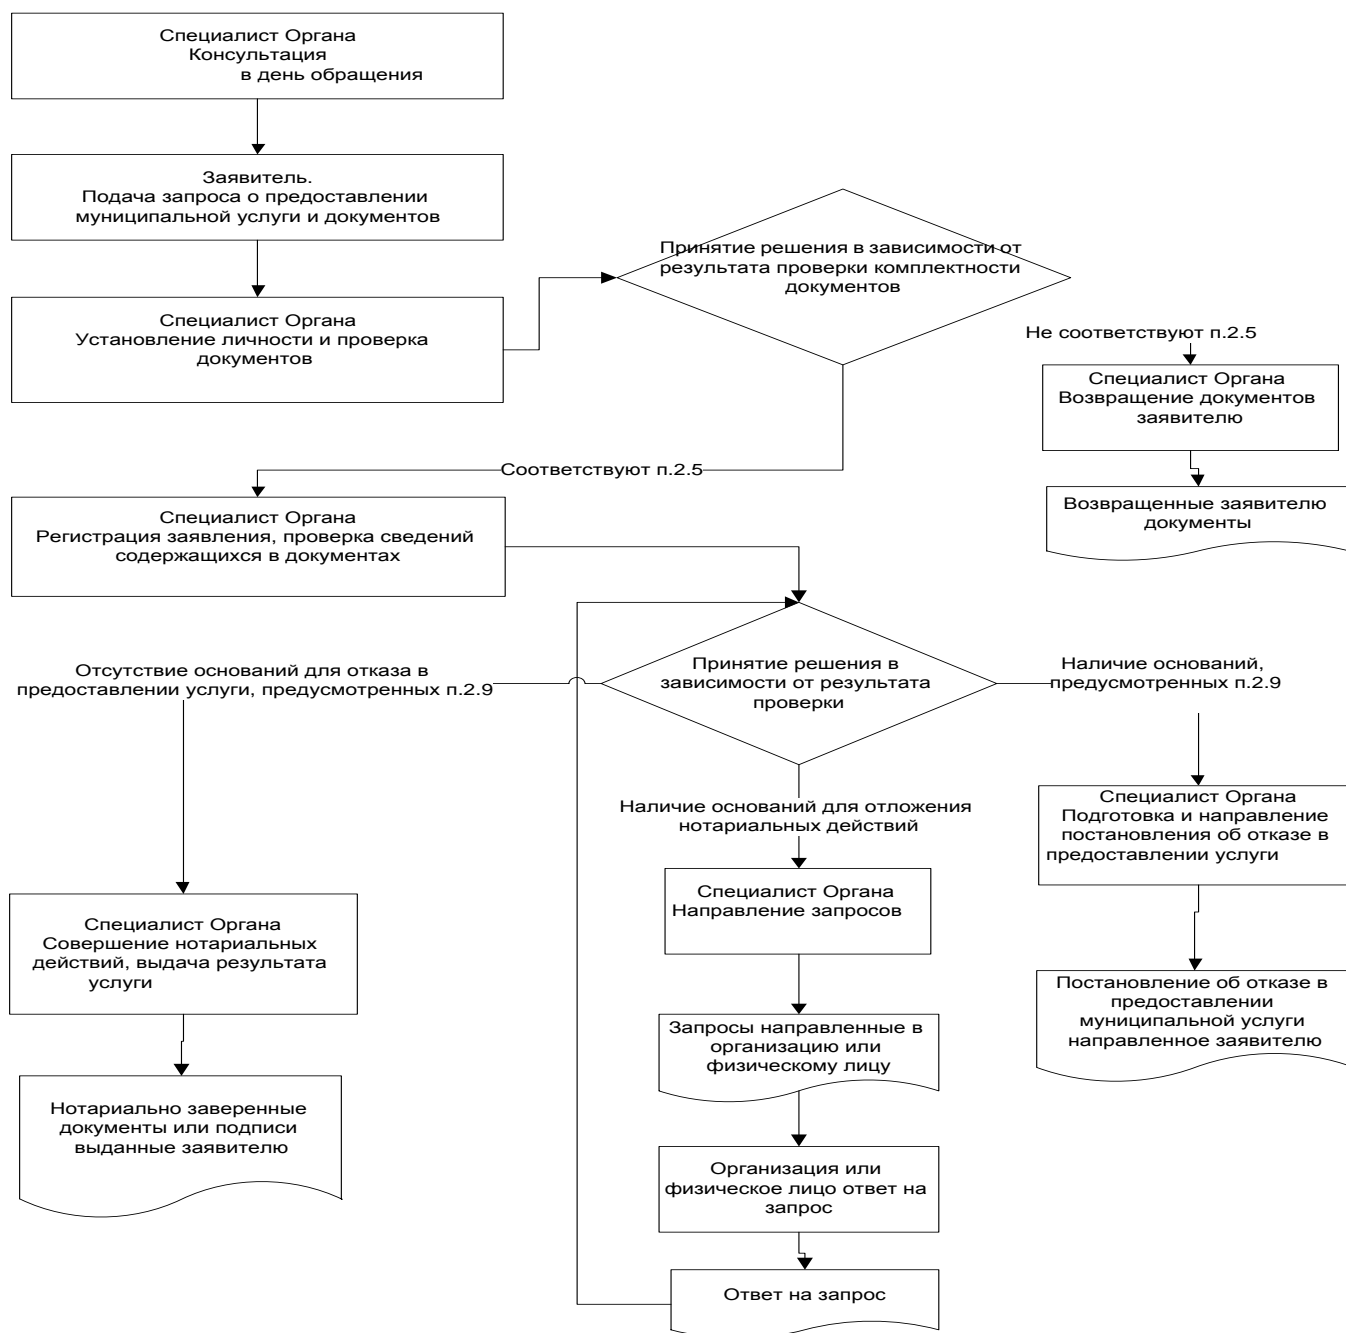 Специалист Органа
Консультация
в день обращения
Заявитель.
Подача запроса о предоставлении
муниципальной услуги и документов
Специалист Органа
Установление личности и проверка
документов
Принятие решения в зависимости от
результата проверки комплектности
документов
Не соответствуют п.2.5
Специалист Органа
Возвращение документов
заявителю
Возвращенные заявителю
документы
Соответствуют п.2.5
Специалист Органа
Регистрация заявления, проверка сведений
содержащихся в документах
Принятие решения в
зависимости от результата
проверки
Отсутствие оснований для отказа в
предоставлении услуги, предусмотренных п.2.9
Наличие оснований,
предусмотренных п.2.9
Наличие оснований для отложения
нотариальных действий
Специалист Органа
Подготовка и направление
постановления об отказе в
предоставлении услуги
Специалист Органа
Направление запросов
Специалист Органа
Совершение нотариальных
действий, выдача результата
услуги
Постановление об отказе в
предоставлении
муниципальной услуги
направленное заявителю
Запросы направленные в
организацию или
физическому лицу
Нотариально заверенные
документы или подписи
выданные заявителю
Организация или
физическое лицо ответ на
запрос
Ответ на запрос